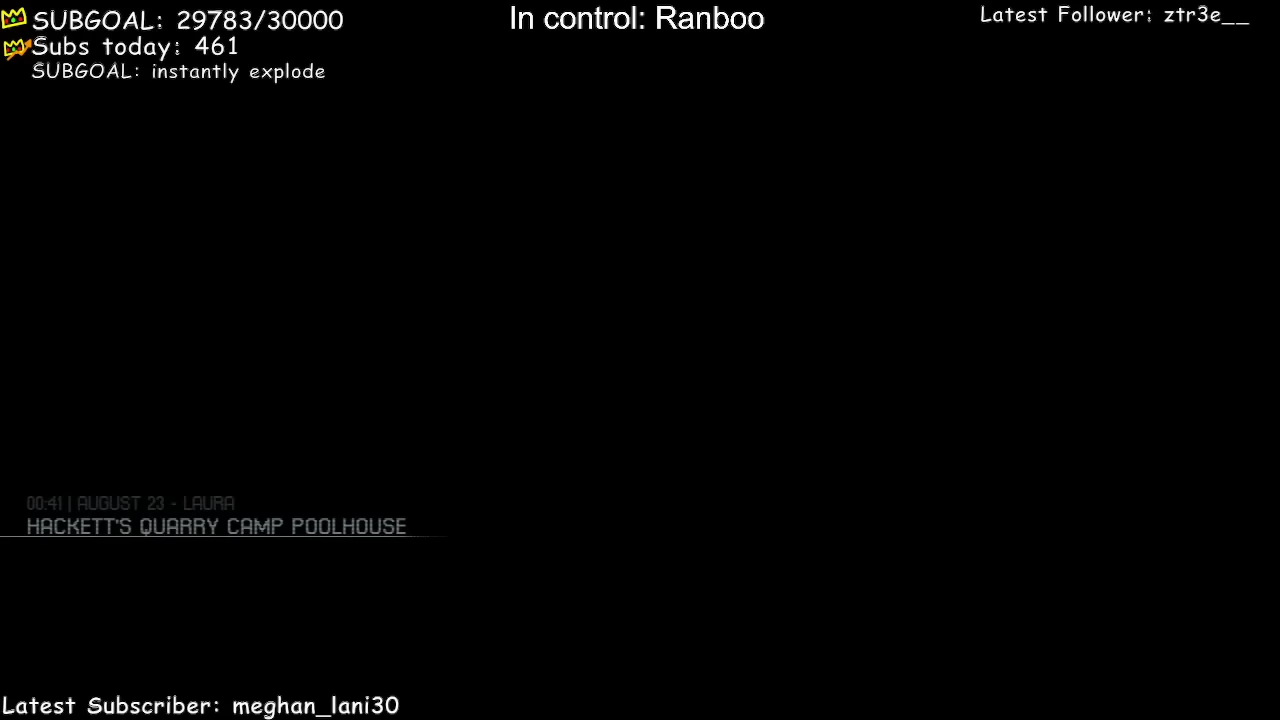 SUBGOAL: 29783/30000
In control: Ranboo
Latest Follower: ztr3e__
Subs today: 461
SUBGOAL: instantly explode
00:41 | AUGUST 23 - LAURA
HACKETT'S QUARRY CAMP POOLHOUSE
Latest Subscriber: meghan_lani30